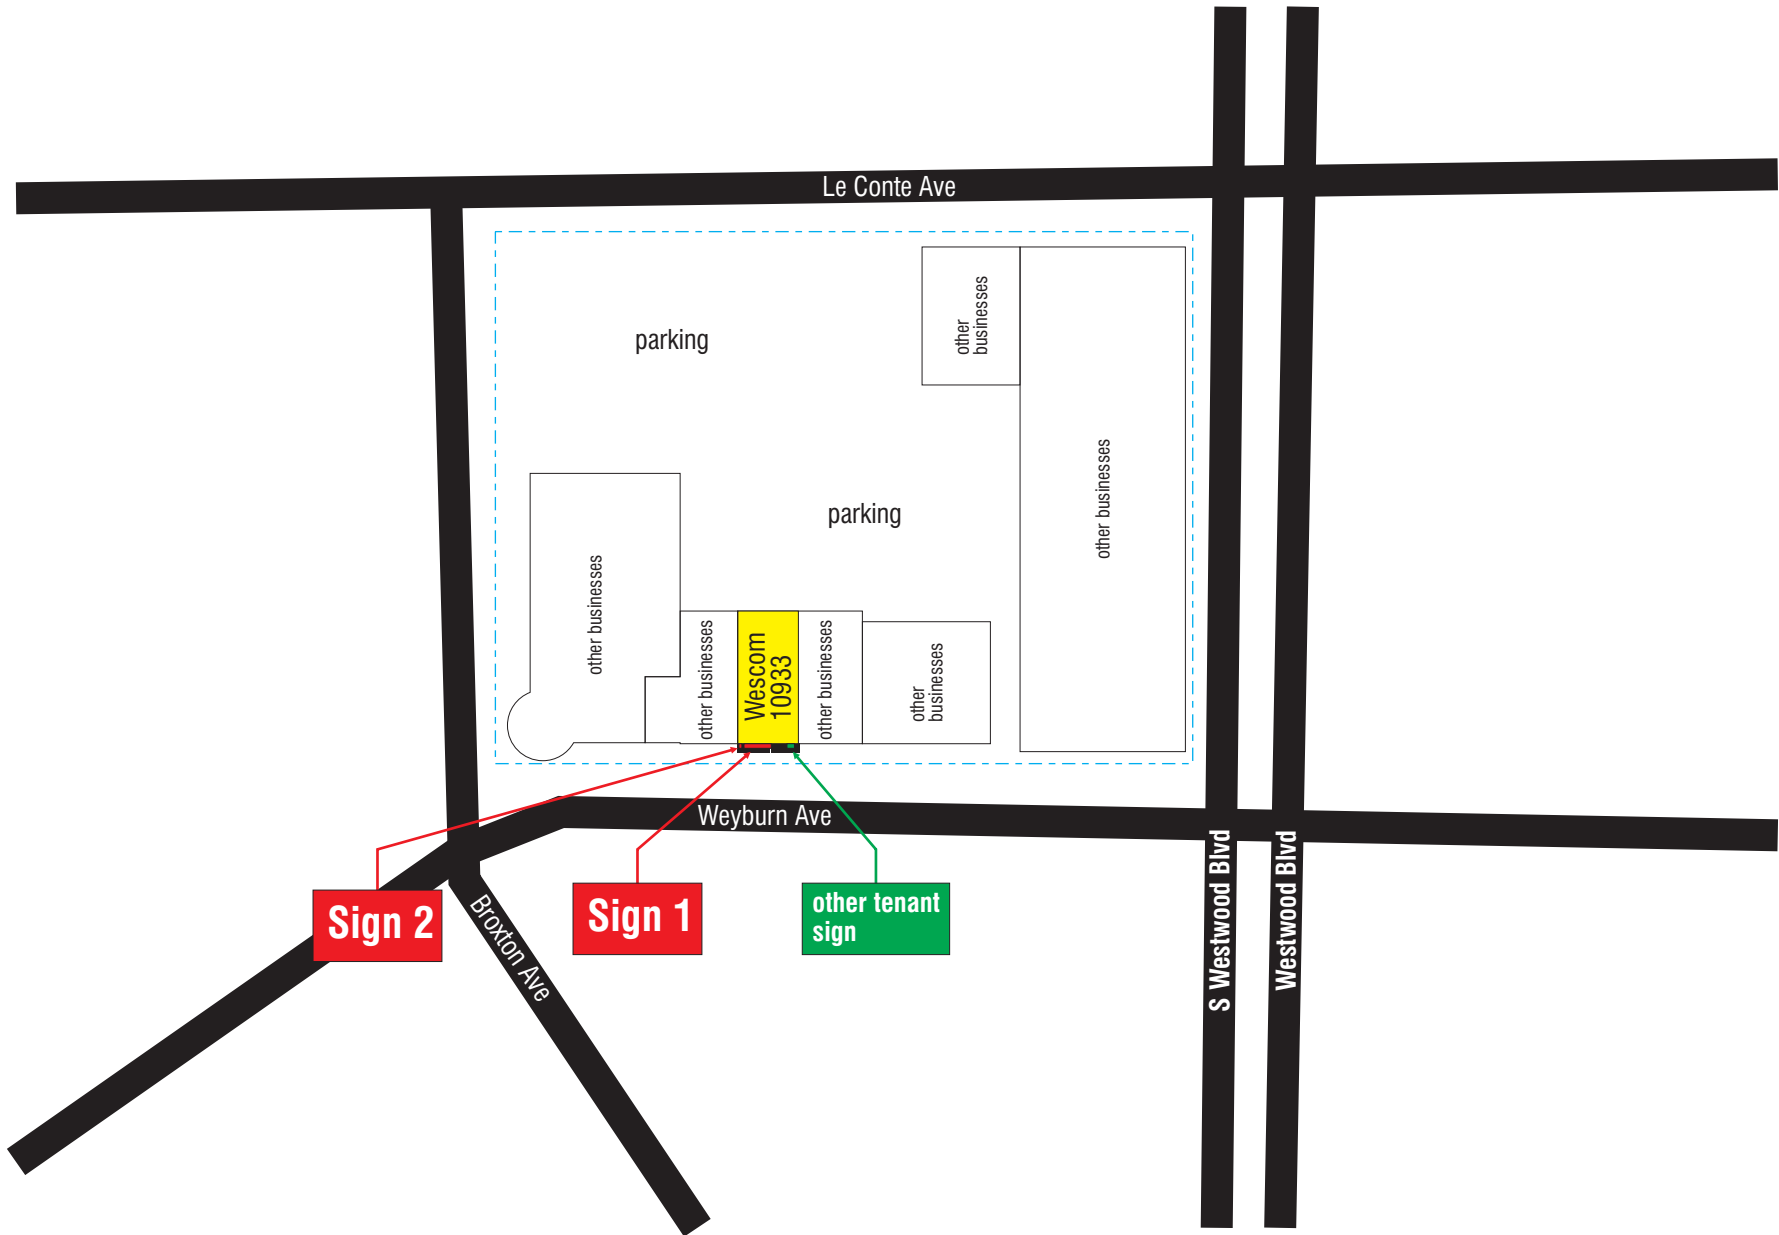 Le Conte Ave
other
businesses
parking
other businesses
parking
other businesses
other businesses
Wescom
10933
other businesses
other
businesses
Weyburn Ave
S Westwood Blvd
Westwood Blvd
Sign 2
Sign 1
other tenant
sign
Broxton Ave